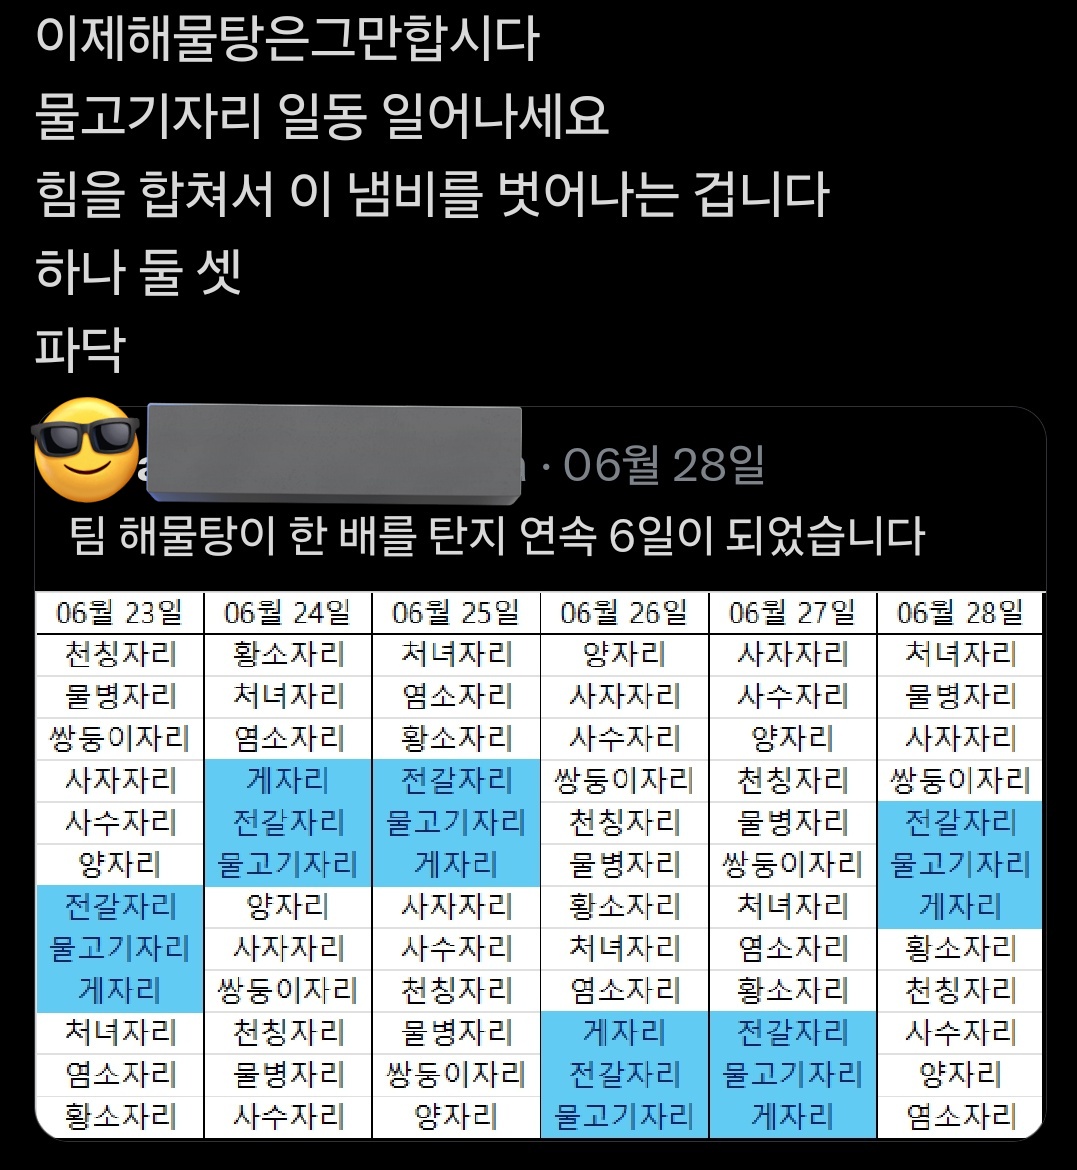 이제해물탕은그만합시다
물고기자리 일동 일어나세요
힘을 합쳐서 이 냄비를 벗어나는 겁니다
하나 둘 셋
파닥
· 06월 28일
팀 해물탕이 한 배를 탄지 연속 6일이 되었습니다
06월 23일 06월 24일 06월 25일 06월 26일 06월 27일 06월 28일
천칭자리 황소자리 처녀자리 양자리 사자자리 처녀자리
물병자리 처녀자리 염소자리 사자자리 사수자리 물병자리
쌍둥이자리 염소자리 황소자리 사수자리 양자리 사자자리
사자자리 게자리 전갈자리 쌍둥이자리 천칭자리 쌍둥이자리
사수자리 전갈자리 물고기자리 천칭자리 물병자리 전갈자리
양자리 물고기자리 게자리 물병자리 쌍둥이자리 물고기자리
전갈자리 양자리 사자자리 황소자리 처녀자리 게자리
물고기자리 사자자리 사수자리 처녀자리 염소자리 황소자리
게자리 쌍둥이자리 천칭자리 염소자리 황소자리 천칭자리
처녀자리 천칭자리 물병자리 게자리 전갈자리 사수자리
염소자리 물병자리 쌍둥이자리 전갈자리 물고기자리 양자리
황소자리 사수자리 양자리 물고기자리 게자리 염소자리